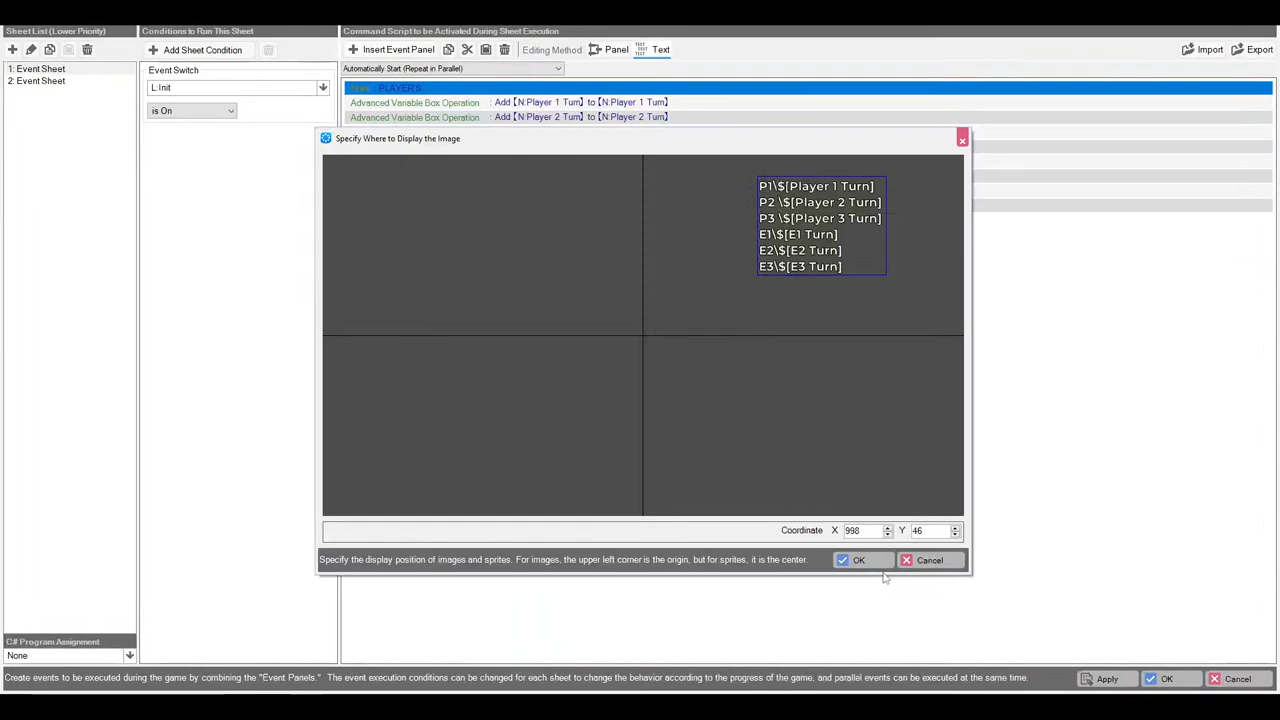 Sheet List (Lower Priority)
Conditions to Run This Sheet
Command Script to be Activated During Sheet Execution
Add Sheet Condition
Insert Event Panel
Editing Method
Panel
Text
Import
Export
1: Event Sheet
2: Event Sheet
Event Switch
L:Init
is On
Automatically Start (Repeat in Parallel)
Notes : PLAYER'S
Advanced Variable Box Operation : Add【N:Player 1 Turn】to【N:Player 1 Turn】
Advanced Variable Box Operation : Add【N:Player 2 Turn】to【N:Player 2 Turn】
Specify Where to Display the Image
P1\$[Player 1 Turn]
P2 \$[Player 2 Turn]
P3 \$[Player 3 Turn]
E1\$[E1 Turn]
E2\$[E2 Turn]
E3\$[E3 Turn]
Coordinate X 998 Y 46
Specify the display position of images and sprites. For images, the upper left corner is the origin, but for sprites, it is the center.
OK
Cancel
C# Program Assignment
None
Create events to be executed during the game by combining the "Event Panels." The event execution conditions can be changed for each sheet to change the behavior according to the progress of the game, and parallel events can be executed at the same time.
Apply
OK
Cancel